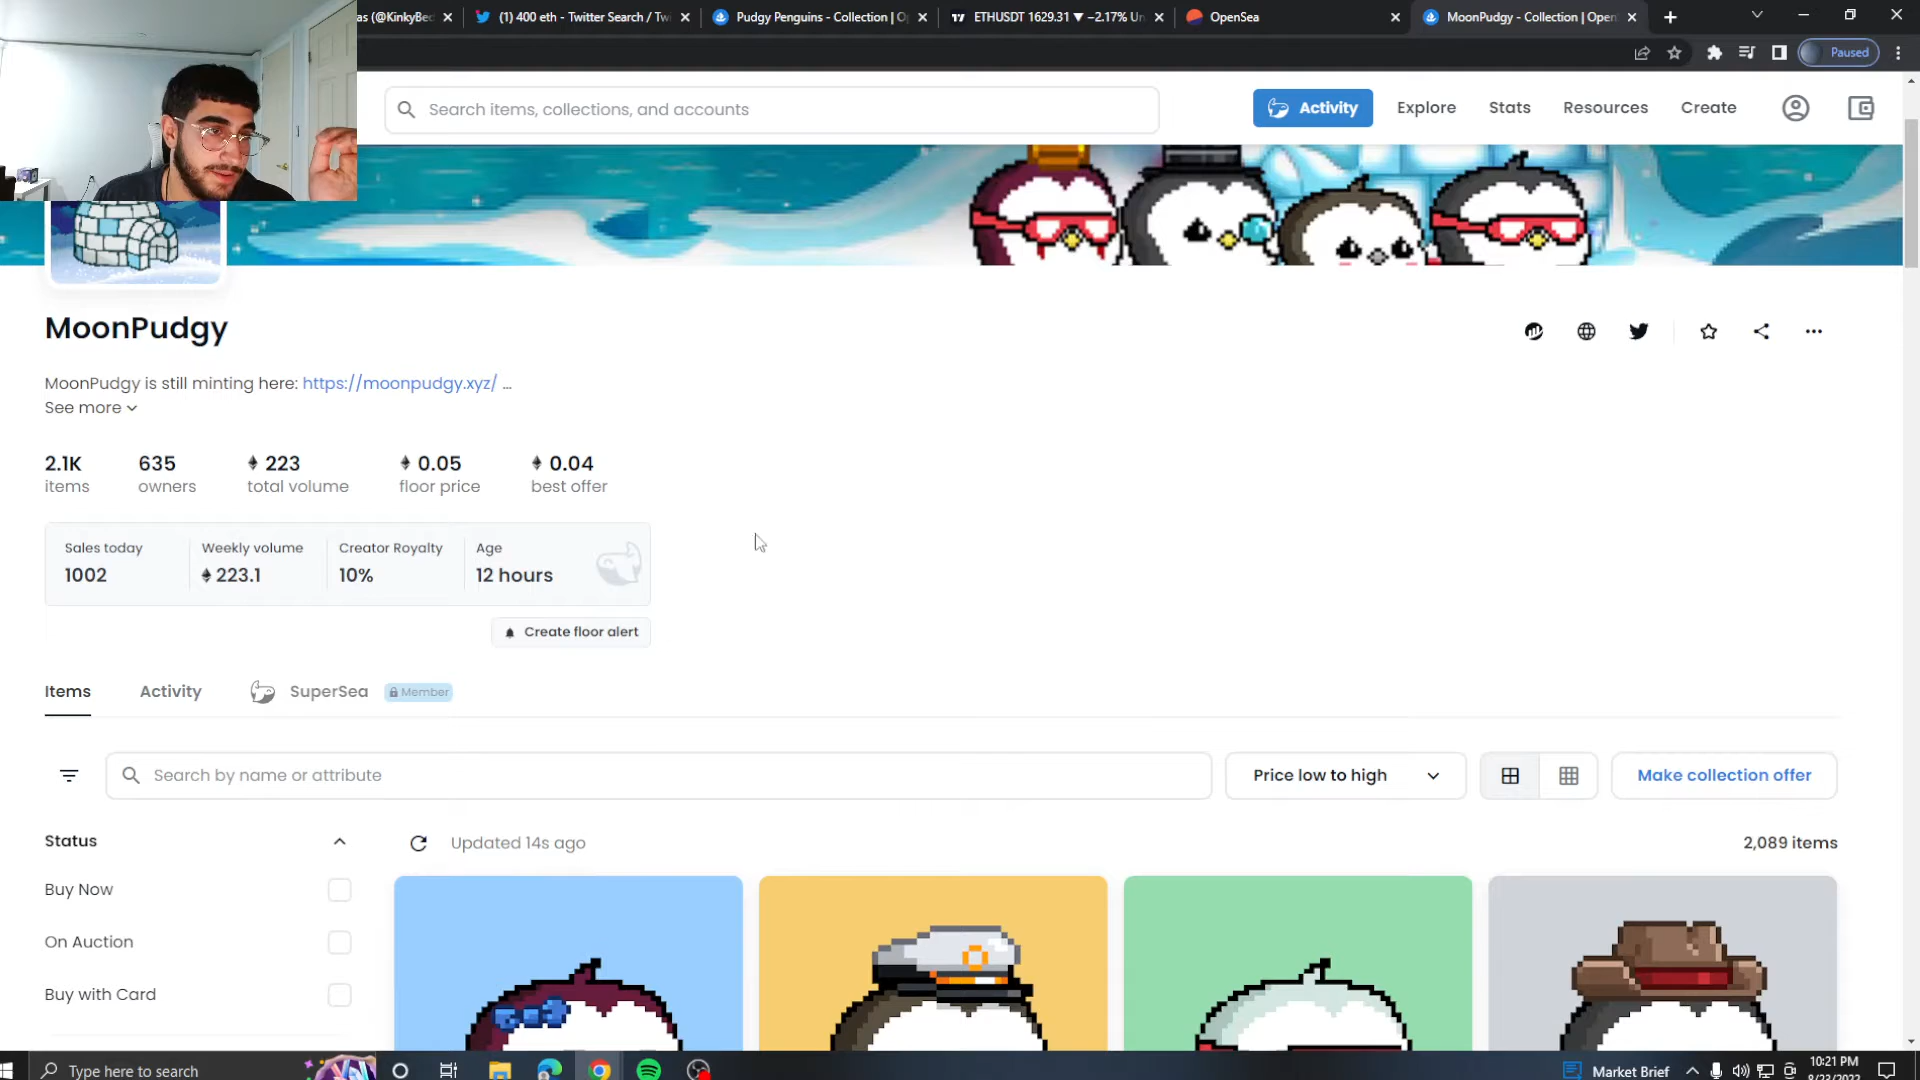 as (@KinkyBed
(1) 400 eth - Twitter Search / Tw
Pudgy Penguins - Collection | O
ETHUSDT 1629.31 ▼ −2.17% Un
OpenSea
MoonPudgy - Collection | Open
Paused
Search items, collections, and accounts
Activity
Explore
Stats
Resources
Create
MoonPudgy
MoonPudgy is still minting here: https://moonpudgy.xyz/ ...
See more
2.1K
635
223
0.05
0.04
items
owners
total volume
floor price
best offer
Sales today
Weekly volume
Creator Royalty
Age
1002
223.1
10%
12 hours
Create floor alert
Items
Activity
SuperSea
Member
Search by name or attribute
Price low to high
Make collection offer
Status
Updated 14s ago
2,089 items
Buy Now
On Auction
Buy with Card
Type here to search
Market Brief
10:21 PM
8/23/2022